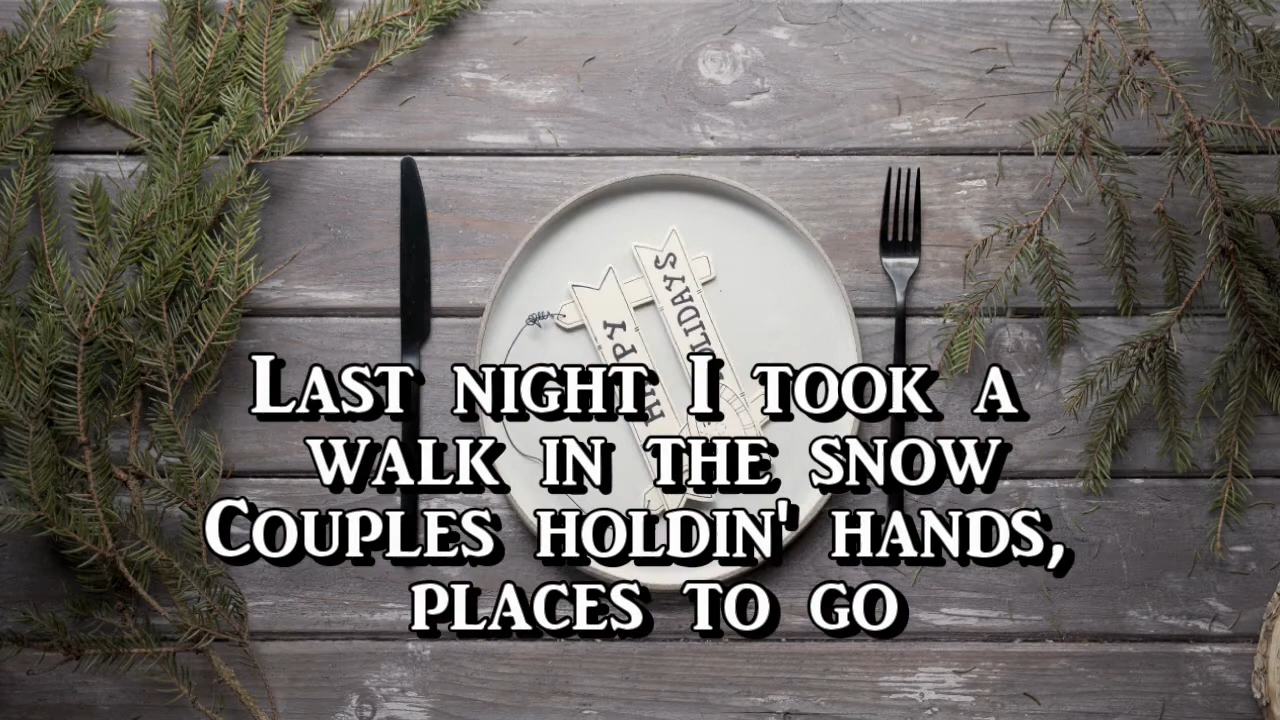 HAPPY
HOLIDAYS
Last night I took a
walk in the snow
Couples holdin' hands,
places to go